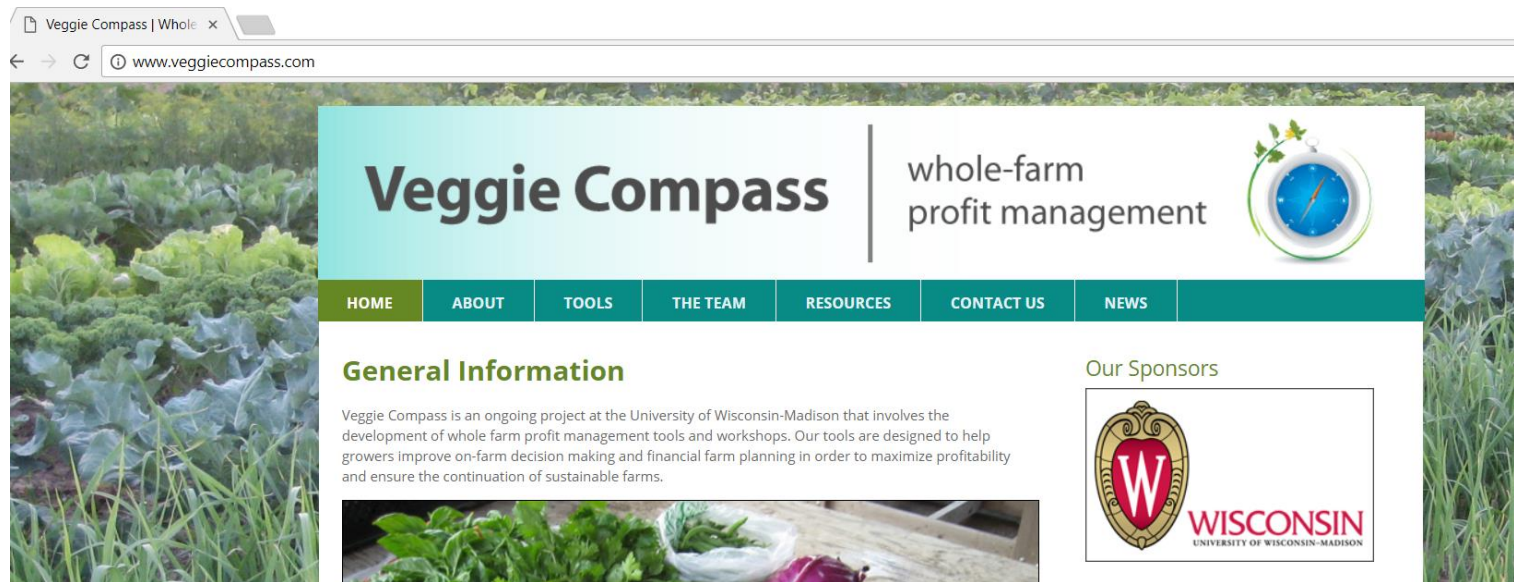 Veggie Compass | Whole
www.veggiecompass.com
Veggie Compass
whole-farm
profit management
HOME ABOUT TOOLS THE TEAM RESOURCES CONTACT US NEWS
General Information
Veggie Compass is an ongoing project at the University of Wisconsin-Madison that involves the
development of whole farm profit management tools and workshops. Our tools are designed to help
growers improve on-farm decision making and financial farm planning in order to maximize profitability
and ensure the continuation of sustainable farms.
Our Sponsors
W
WISCONSIN
UNIVERSITY OF WISCONSIN–MADISON